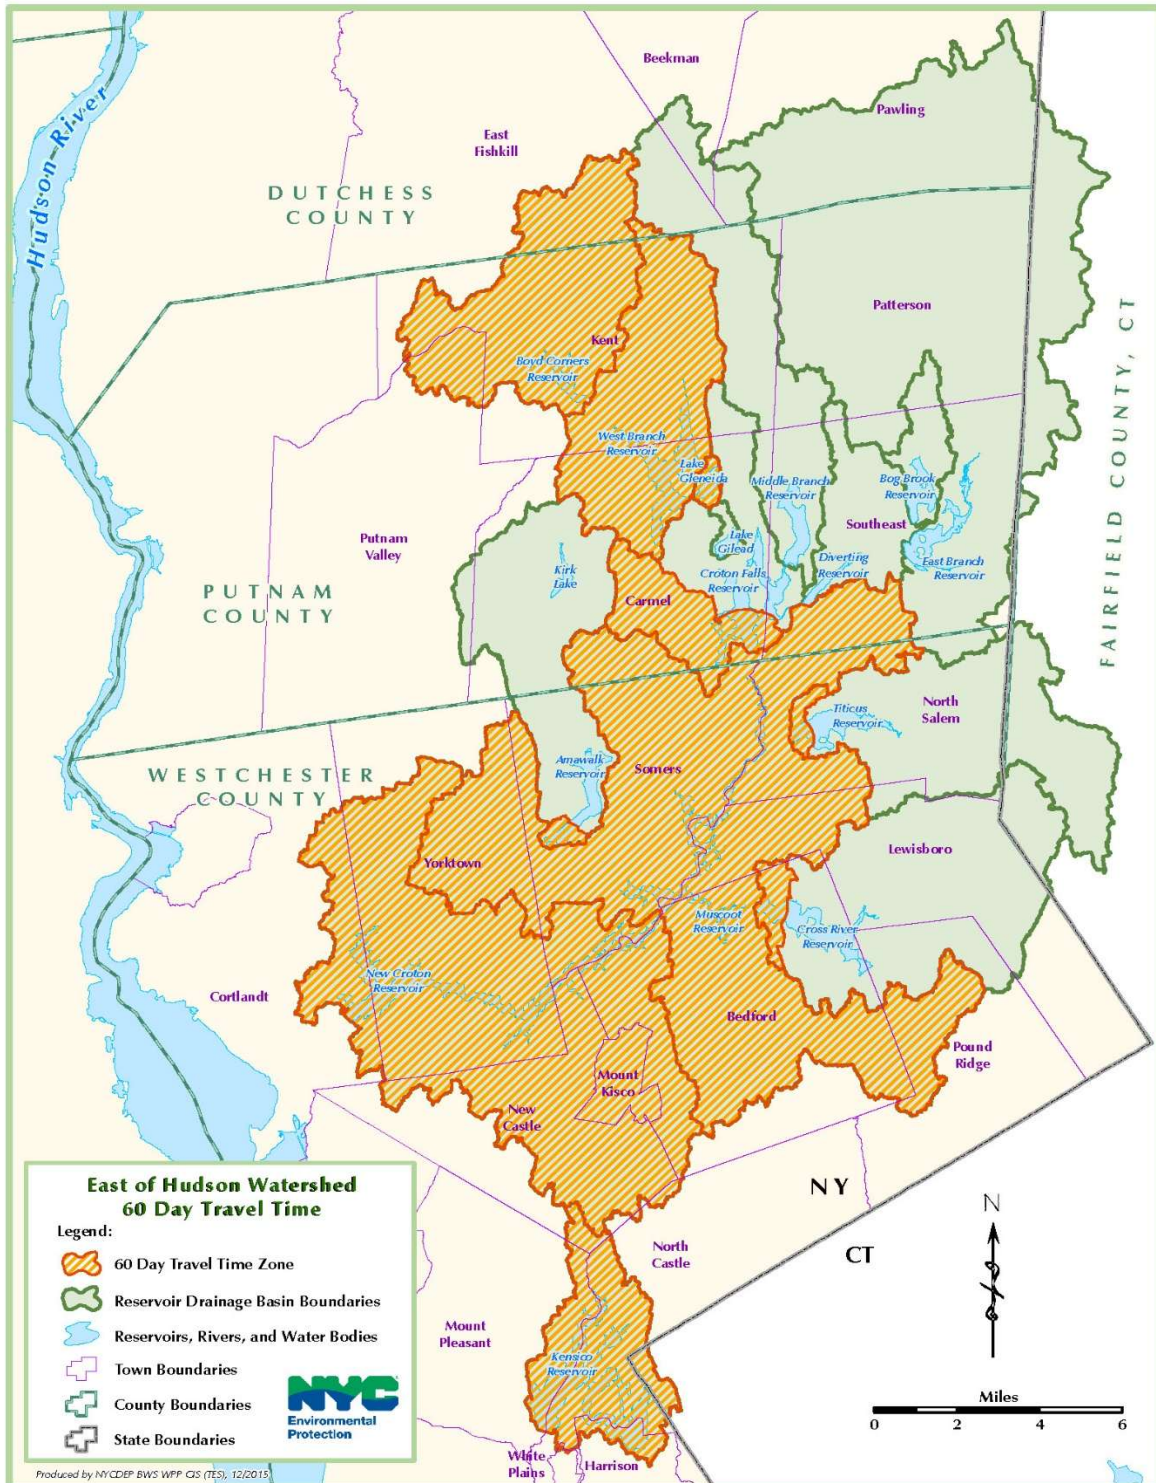 Beekman
Pawling
East
Fishkill
Hudson River
DUTCHESS
COUNTY
Patterson
Kent
Boyd Corners
Reservoir
FAIRFIELD COUNTY, CT
West Branch
Reservoir
Lake
Gleneida
Middle Branch
Reservoir
Bog Brook
Reservoir
Southeast
Putnam
Valley
Lake
Gilead
Kirk
Lake
Croton Falls
Reservoir
Diverting
Reservoir
East Branch
Reservoir
PUTNAM
COUNTY
Carmel
North
Salem
Titicus
Reservoir
Amawalk
Reservoir
Somers
WESTCHESTER
COUNTY
Yorktown
Lewisboro
Muscoot
Reservoir
Cross River
Reservoir
New Croton
Reservoir
Cortlandt
Bedford
Pound
Ridge
Mount
Kisco
New
Castle
NY
CT
N
North
Castle
Mount
Pleasant
Kensico
Reservoir
White
Plains
Harrison
Miles
0 2 4 6
East of Hudson Watershed
60 Day Travel Time
Legend:
60 Day Travel Time Zone
Reservoir Drainage Basin Boundaries
Reservoirs, Rivers, and Water Bodies
Town Boundaries
County Boundaries
State Boundaries
NYC
Environmental
Protection
Produced by NYCDEP BWS WPP GIS (TES), 12/2015